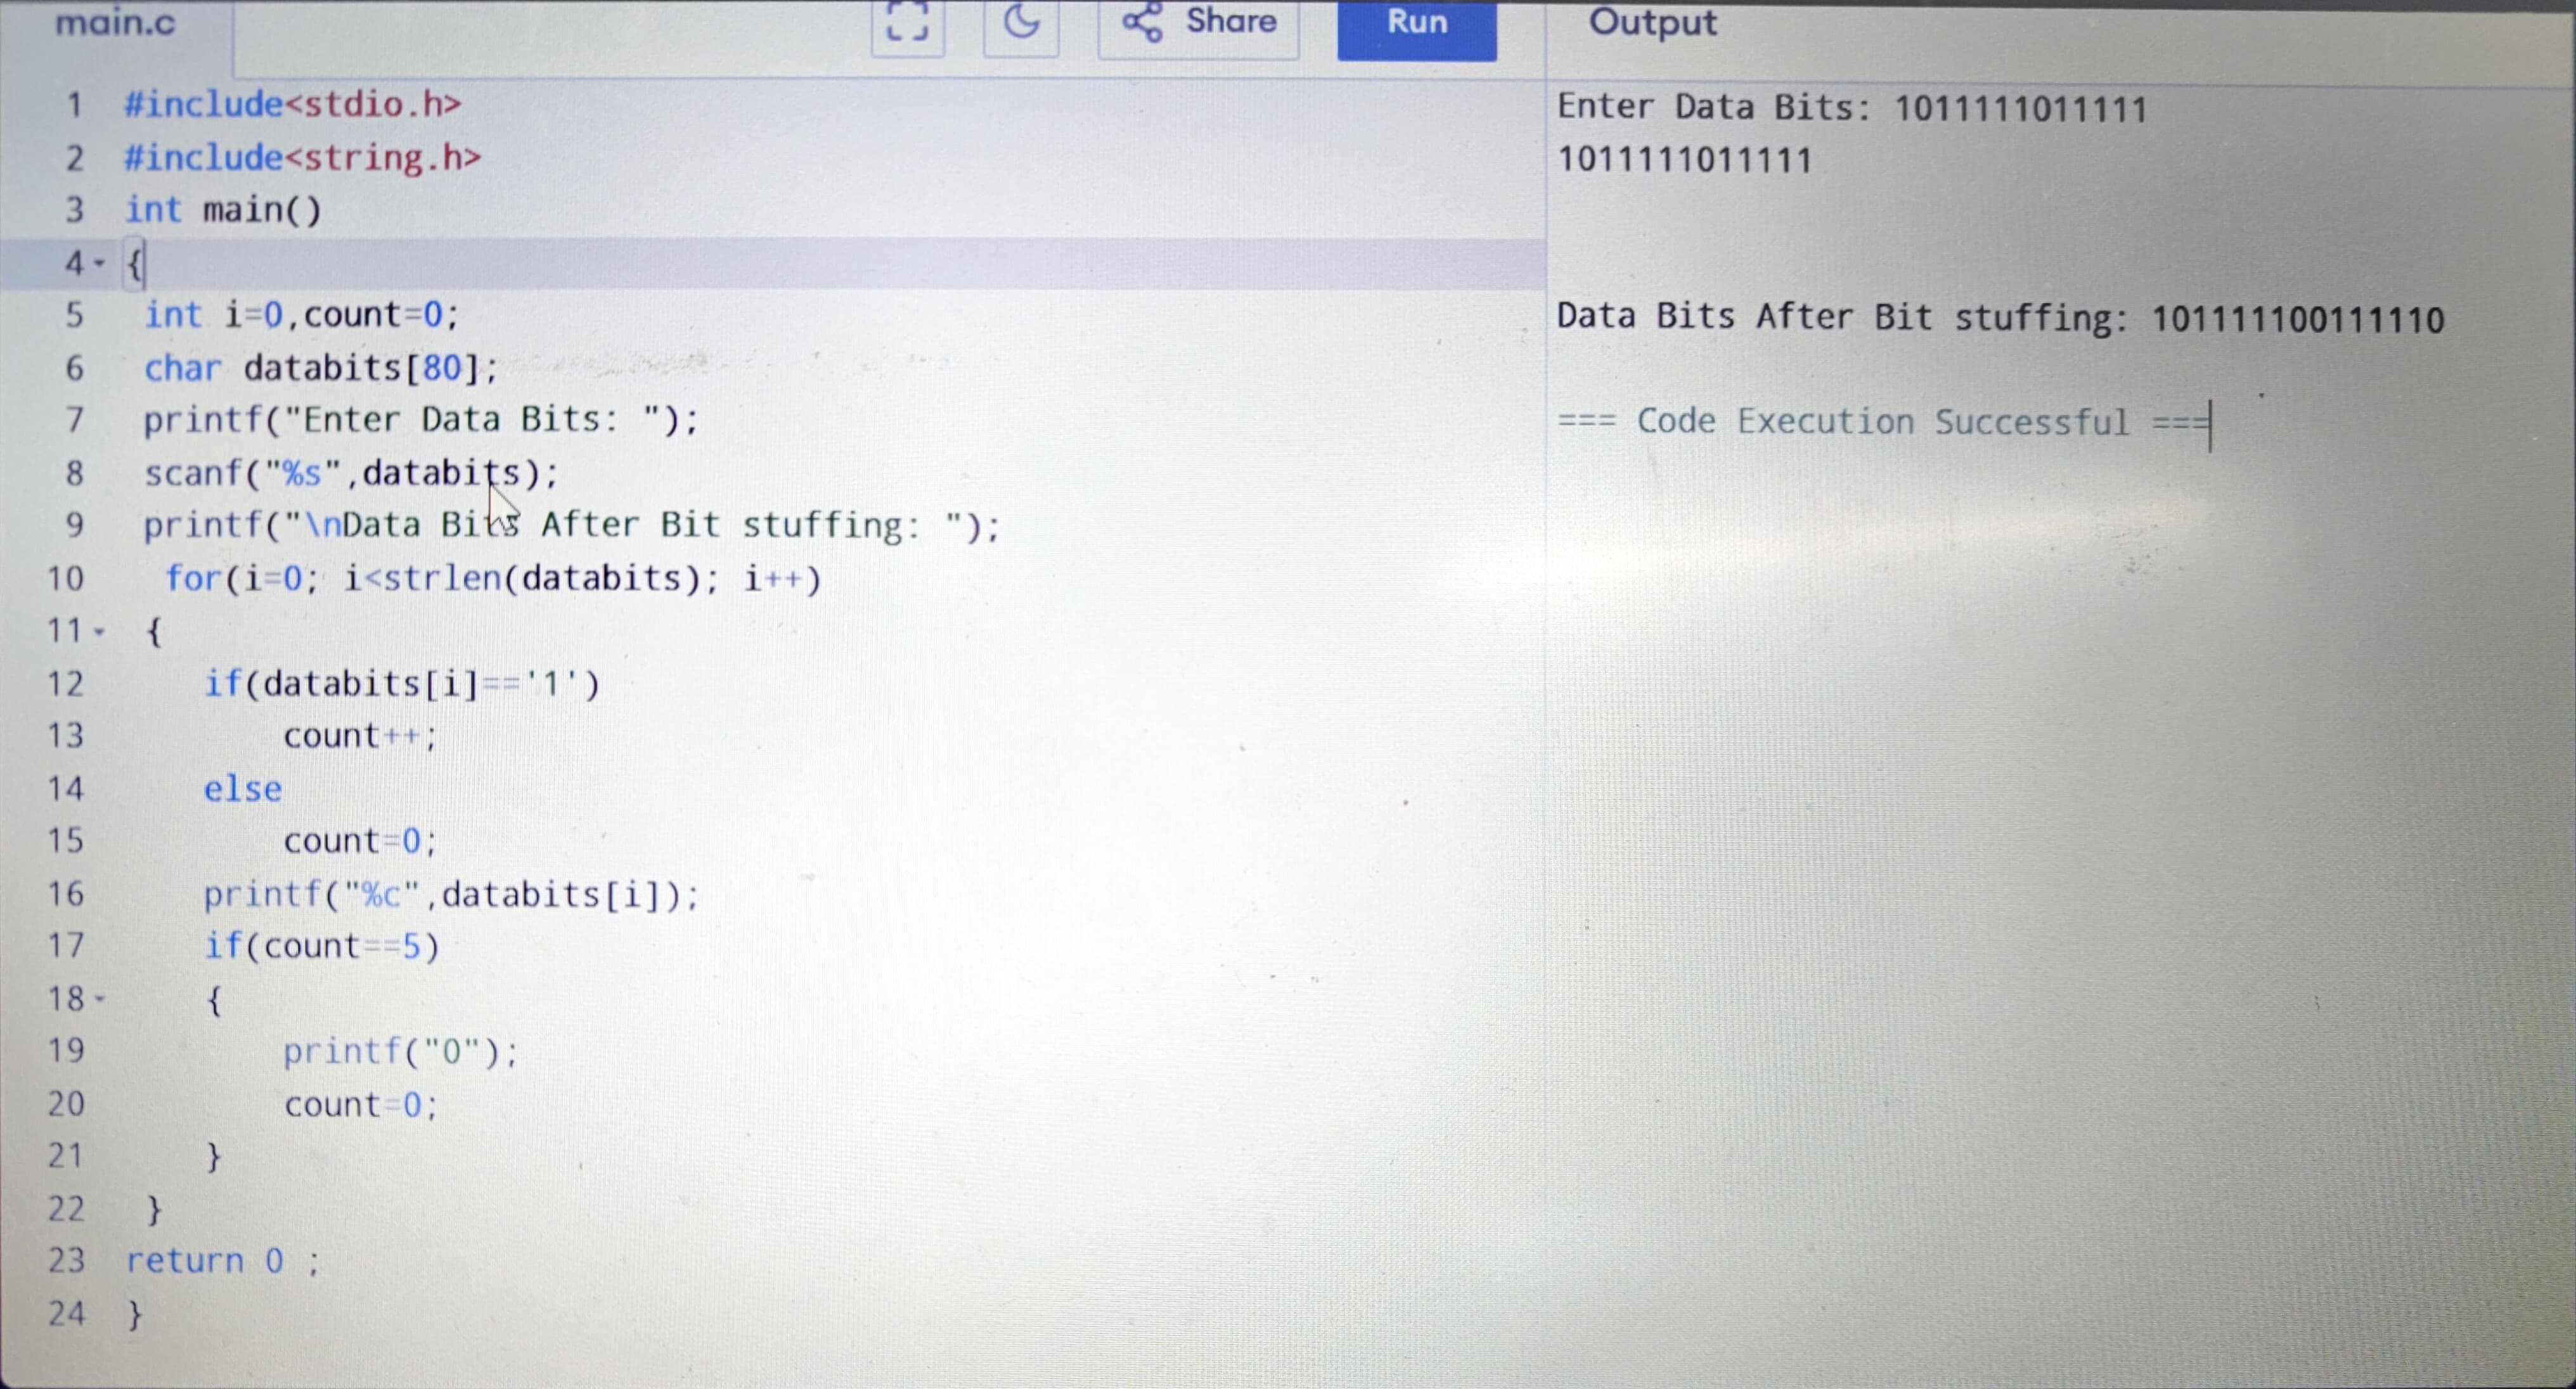 main.c
Share
Run
1 #include<stdio.h>
2 #include<string.h>
3 int main()
4 {
5 int i=0,count=0;
6 char databits[80];
7 printf("Enter Data Bits: ");
8 scanf("%s",databits);
9 printf("\nData Bits After Bit stuffing: ");
10 for(i=0; i<strlen(databits); i++)
11 {
12 if(databits[i]=='1')
13 count++;
14 else
15 count=0;
16 printf("%c",databits[i]);
17 if(count==5)
18 {
19 printf("0");
20 count=0;
21 }
22 }
23 return 0 ;
24 }
Output
Enter Data Bits: 1011111011111
1011111011111
Data Bits After Bit stuffing: 101111100111110
=== Code Execution Successful ===